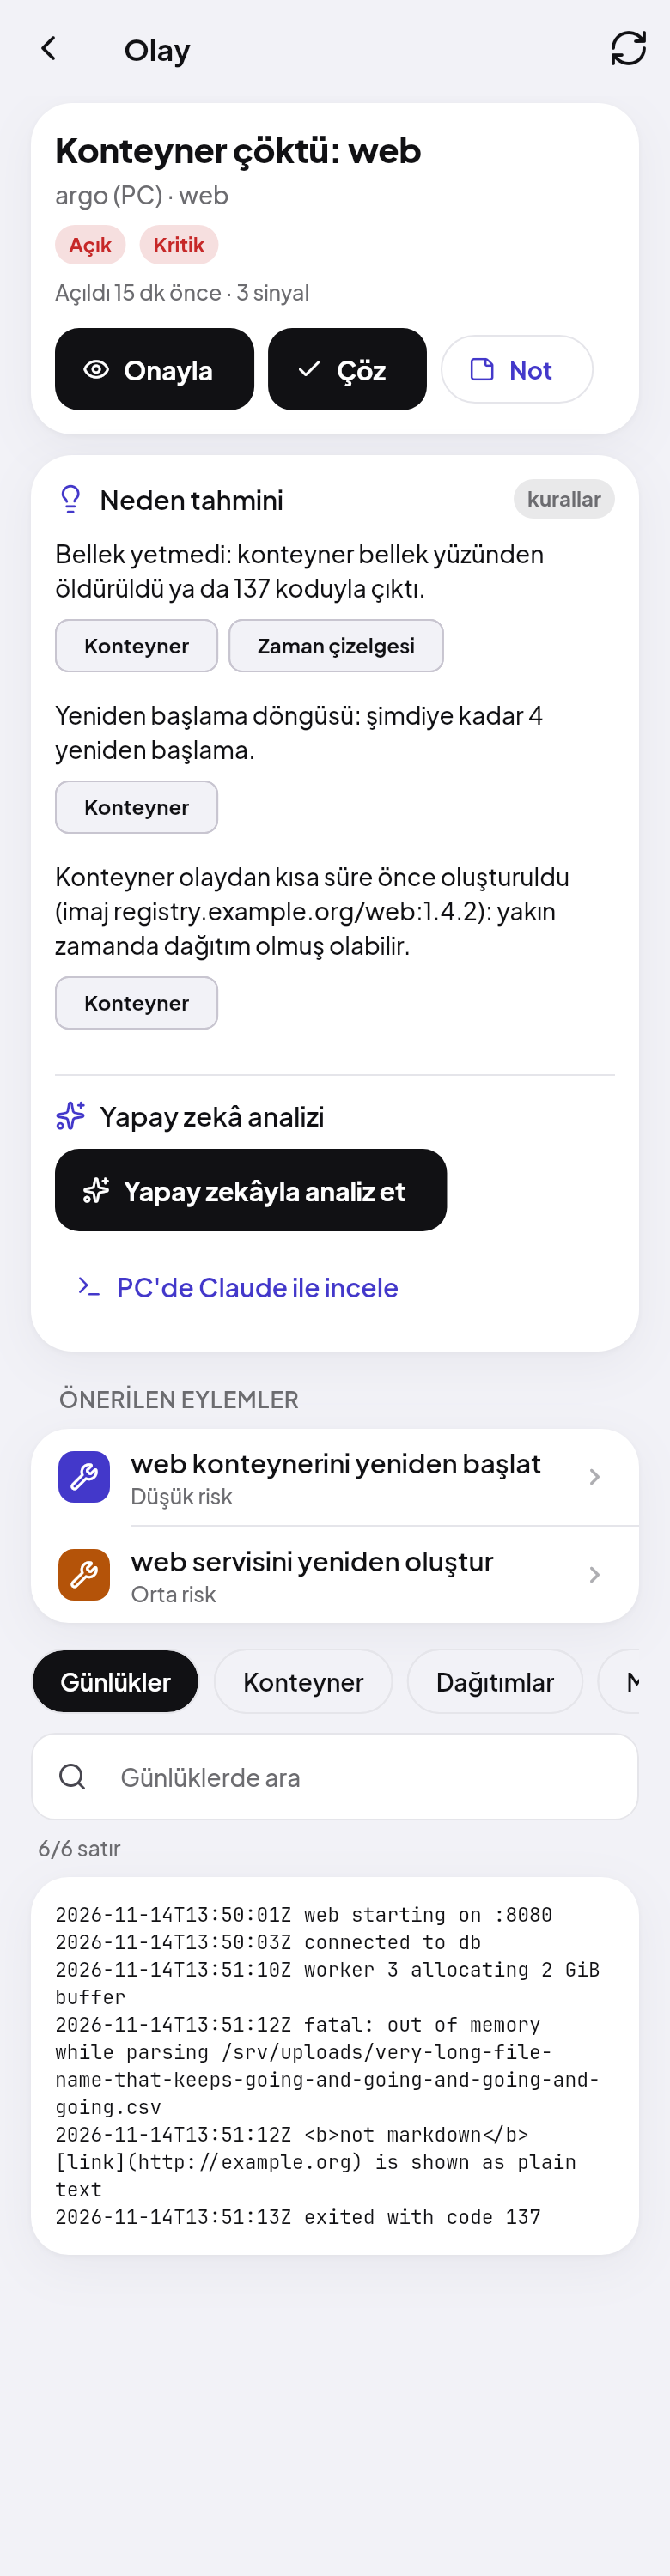 Olay
Konteyner çöktü: web
argo (PC) · web
Açık Kritik
Açıldı 15 dk önce · 3 sinyal
Onayla Çöz Not
Neden tahmini kurallar
Bellek yetmedi: konteyner bellek yüzünden
öldürüldü ya da 137 koduyla çıktı.
Konteyner Zaman çizelgesi
Yeniden başlama döngüsü: şimdiye kadar 4
yeniden başlama.
Konteyner
Konteyner olaydan kısa süre önce oluşturuldu
(imaj registry.example.org/web:1.4.2): yakın
zamanda dağıtım olmuş olabilir.
Konteyner
Yapay zekâ analizi
Yapay zekâyla analiz et
PC'de Claude ile incele
ÖNERİLEN EYLEMLER
web konteynerini yeniden başlat
Düşük risk
web servisini yeniden oluştur
Orta risk
Günlükler Konteyner Dağıtımlar
Günlüklerde ara
6/6 satır
2026-11-14T13:50:01Z web starting on :8080
2026-11-14T13:50:03Z connected to db
2026-11-14T13:51:10Z worker 3 allocating 2 GiB
buffer
2026-11-14T13:51:12Z fatal: out of memory
while parsing /srv/uploads/very-long-file-
name-that-keeps-going-and-going-and-going-and-
going.csv
2026-11-14T13:51:12Z <b>not markdown</b>
[link](http://example.org) is shown as plain
text
2026-11-14T13:51:13Z exited with code 137